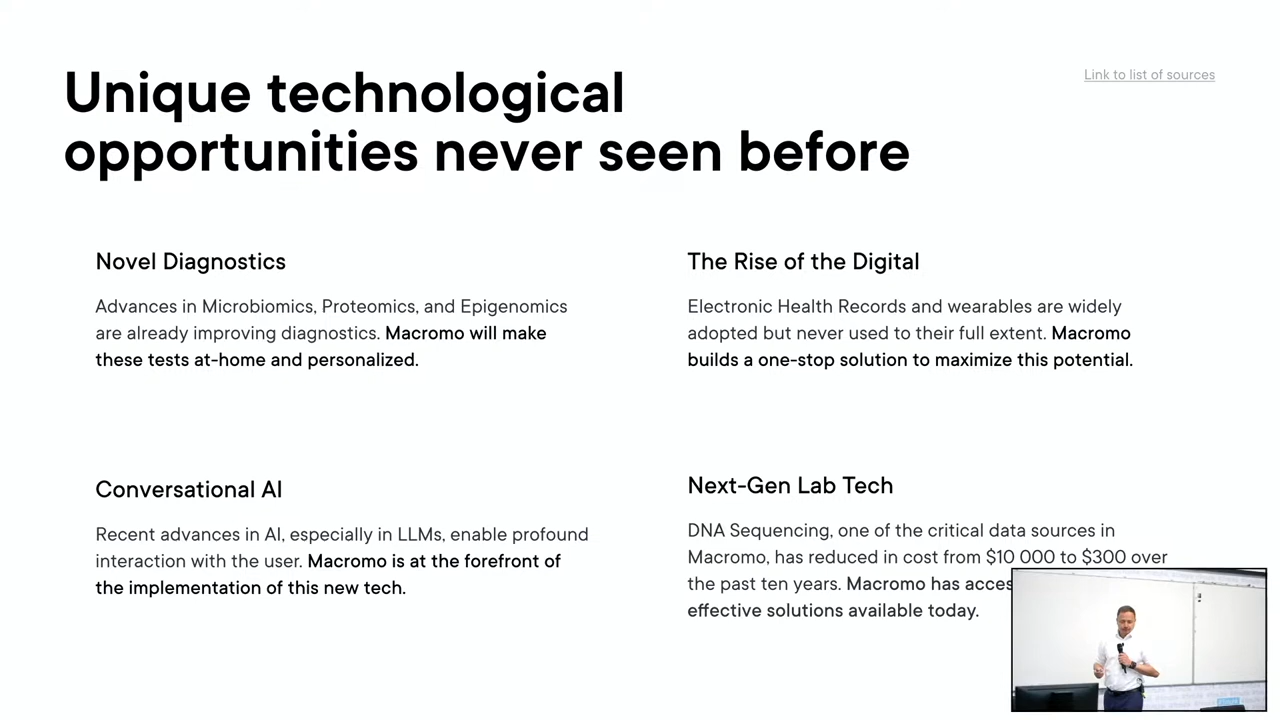 Unique technological
opportunities never seen before
Link to list of sources
Novel Diagnostics
Advances in Microbiomics, Proteomics, and Epigenomics
are already improving diagnostics. Macromo will make
these tests at-home and personalized.
The Rise of the Digital
Electronic Health Records and wearables are widely
adopted but never used to their full extent. Macromo
builds a one-stop solution to maximize this potential.
Conversational AI
Recent advances in AI, especially in LLMs, enable profound
interaction with the user. Macromo is at the forefront of
the implementation of this new tech.
Next-Gen Lab Tech
DNA Sequencing, one of the critical data sources in
Macromo, has reduced in cost from $10 000 to $300 over
the past ten years. Macromo has
effective solutions available today.